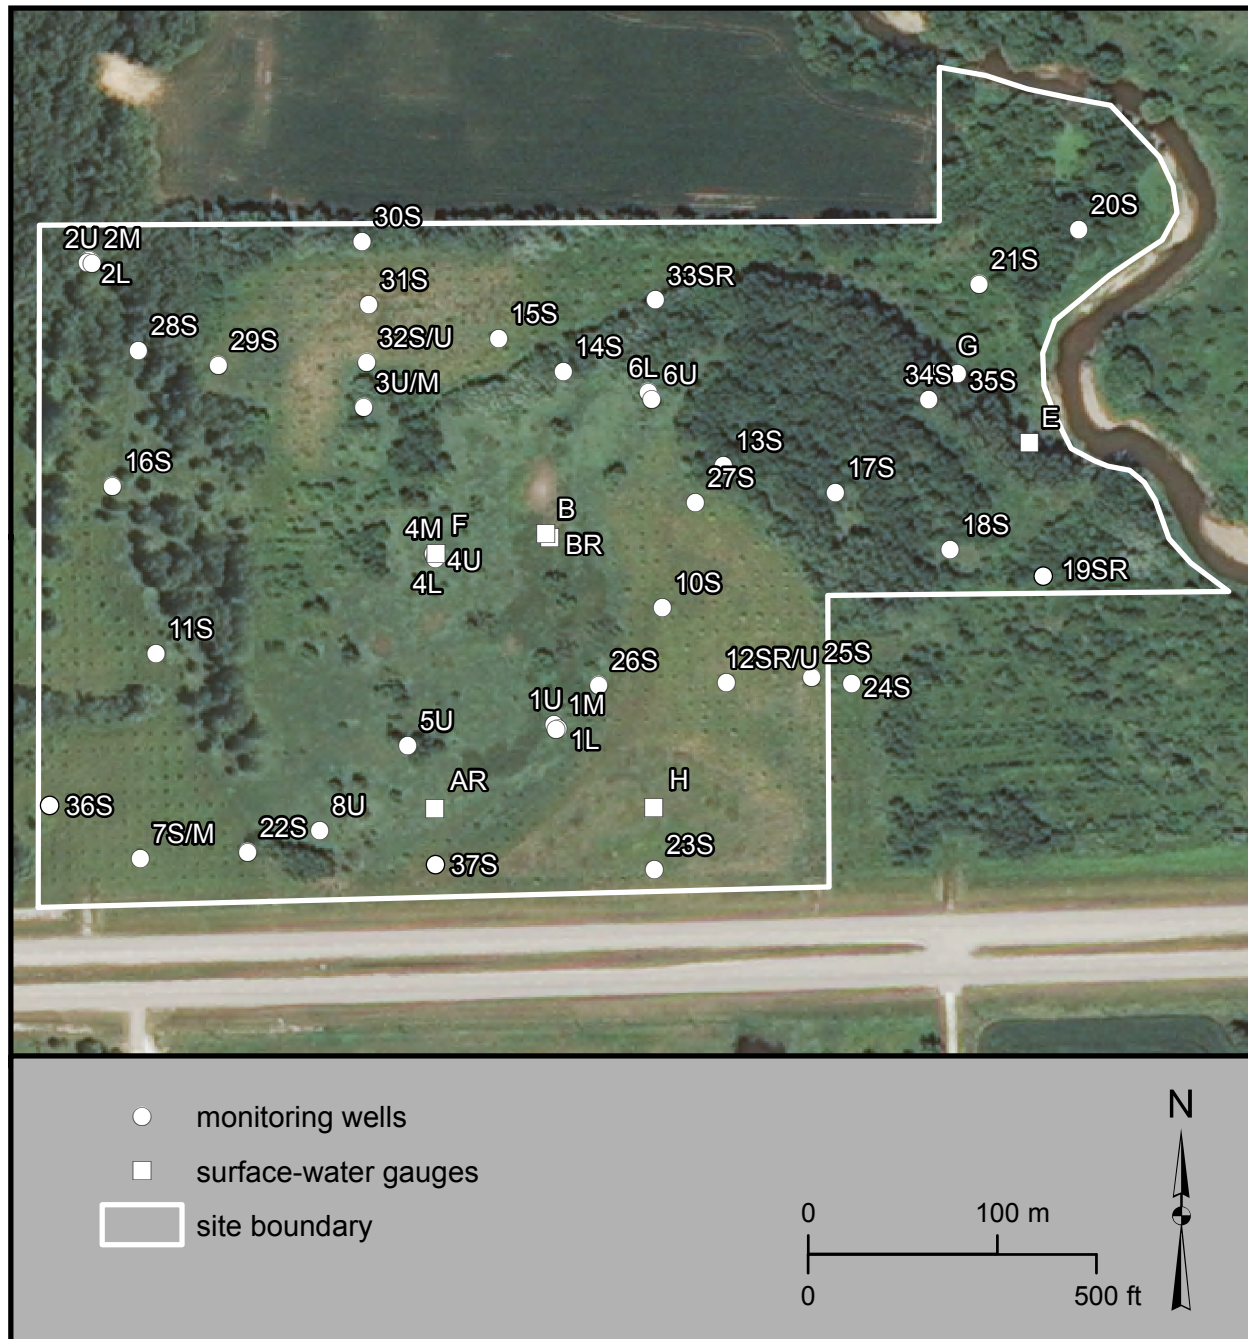 20S
30S
2U 2M
2L
21S
33SR
31S
15S
28S
29S
32S/U
14S
3U/M
6L 6U
G
34S
35S
E
13S
27S
16S
17S
B
BR
4M F
4U
4L
18S
19SR
10S
11S
12SR/U
25S
24S
26S
1U 1M
1L
5U
AR
H
36S
8U
7S/M
22S
37S
23S
monitoring wells
surface-water gauges
site boundary
N
0 100 m
0 500 ft